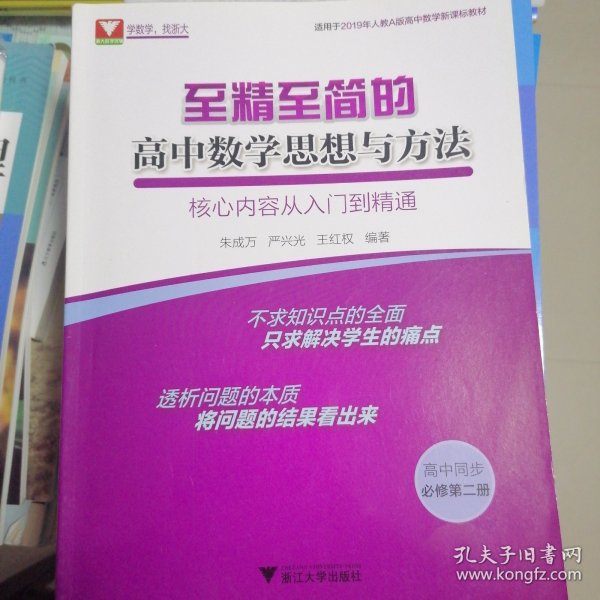 学数学，找浙大
适用于2019年人教A版高中数学新课标教材
至精至简的
高中数学思想与方法
核心内容从入门到精通
朱成万 严兴光 王红权 编著
不求知识点的全面
只求解决学生的痛点
透析问题的本质
将问题的结果看出来
高中同步
必修第二册
浙江大学出版社
孔夫子旧书网
www.kongfz.com